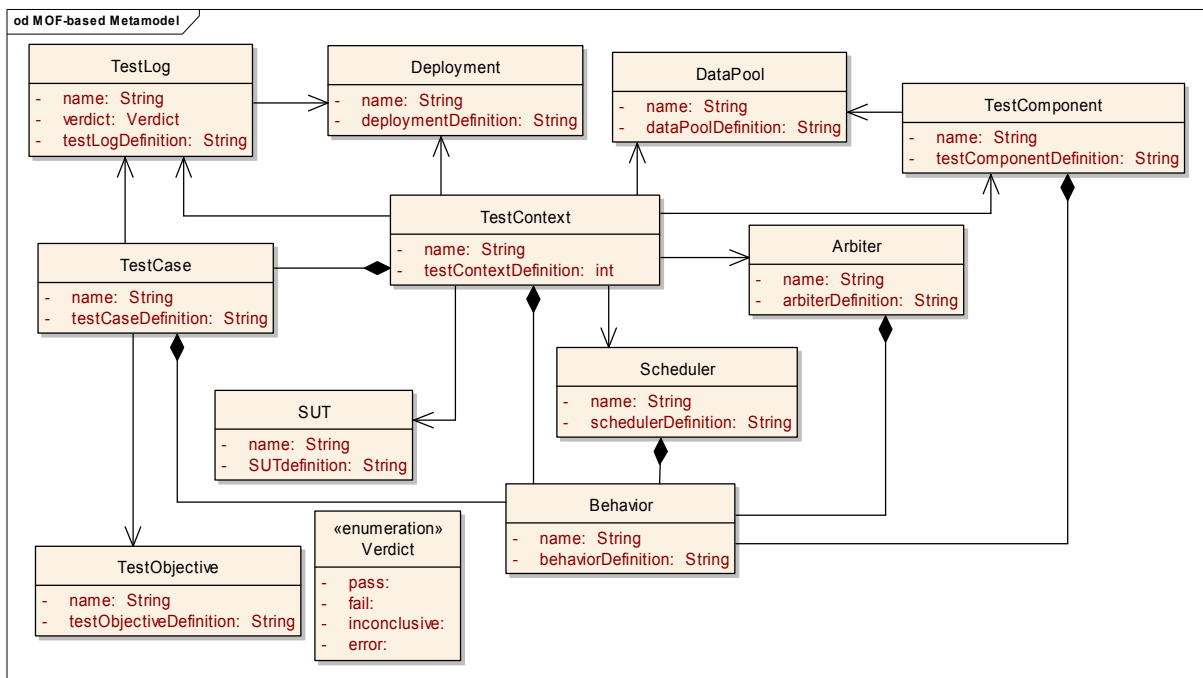 od MOF-based Metamodel
TestLog
- name: String
- verdict: Verdict
- testLogDefinition: String
Deployment
- name: String
- deploymentDefinition: String
DataPool
- name: String
- dataPoolDefinition: String
TestComponent
- name: String
- testComponentDefinition: String
TestContext
- name: String
- testContextDefinition: int
TestCase
- name: String
- testCaseDefinition: String
Arbiter
- name: String
- arbiterDefinition: String
Scheduler
- name: String
- schedulerDefinition: String
SUT
- name: String
- SUTdefinition: String
Behavior
- name: String
- behaviorDefinition: String
«enumeration»
Verdict
- pass:
- fail:
- inconclusive:
- error:
TestObjective
- name: String
- testObjectiveDefinition: String